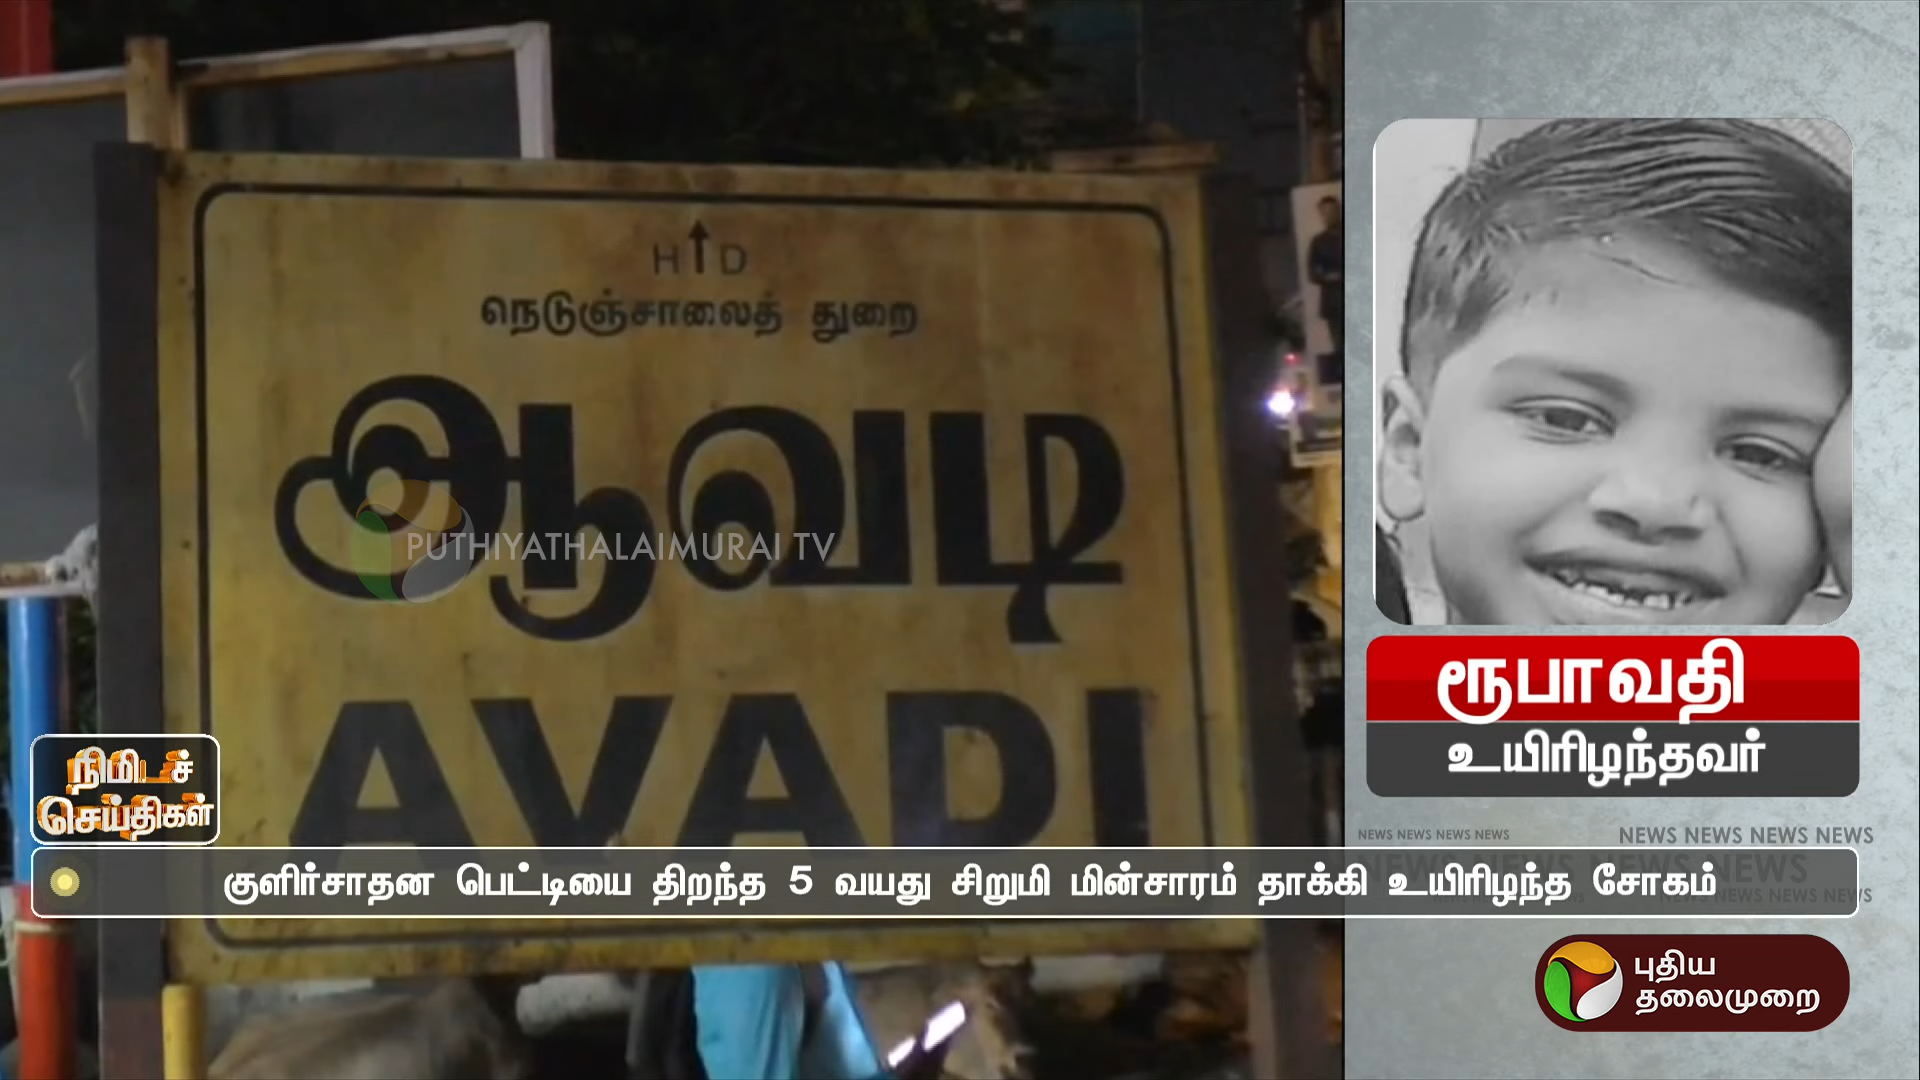 H D
நெடுஞ்சாலைத் துறை
ஆவடி
PUTHIYATHALAIMURAI TV
AVADI
ரூபாவதி
உயிரிழந்தவர்
நிமிடச்
செய்திகள்
NEWS NEWS NEWS NEWS
NEWS NEWS NEWS NEWS
குளிர்சாதன பெட்டியை திறந்த 5 வயது சிறுமி மின்சாரம் தாக்கி உயிரிழந்த சோகம்
புதிய
தலைமுறை